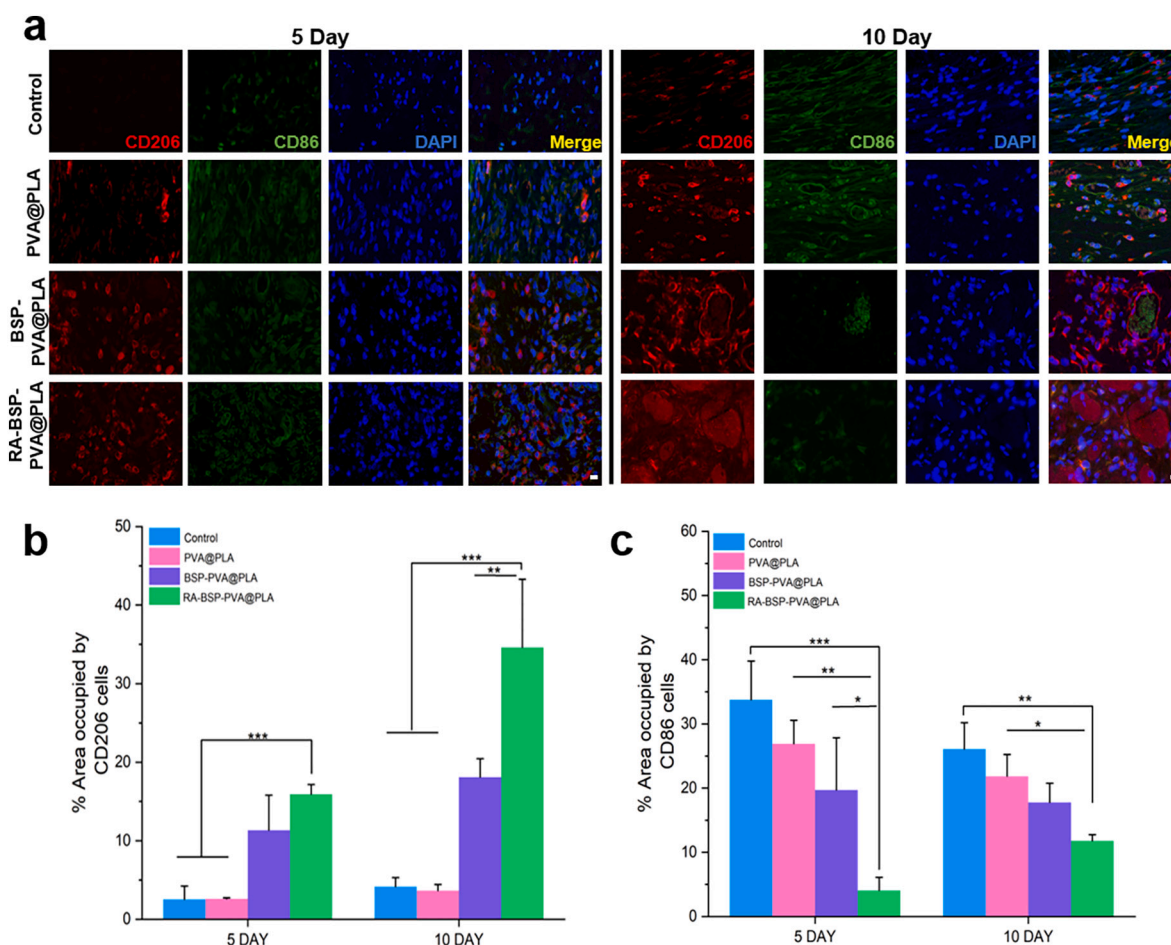 a
5 Day
10 Day
Control
CD206
CD86
DAPI
Merge
CD206
CD86
DAPI
Merge
PVA@PLA
BSP-
PVA@PLA
RA-BSP-
PVA@PLA
b
50
40
30
20
10
0
% Area occupied by
CD206 cells
Control
PVA@PLA
BSP-PVA@PLA
RA-BSP-PVA@PLA
***
***
**
5 DAY
10 DAY
c
60
50
40
30
20
10
0
% Area occupied by
CD86 cells
Control
PVA@PLA
BSP-PVA@PLA
RA-BSP-PVA@PLA
***
**
*
**
*
5 DAY
10 DAY